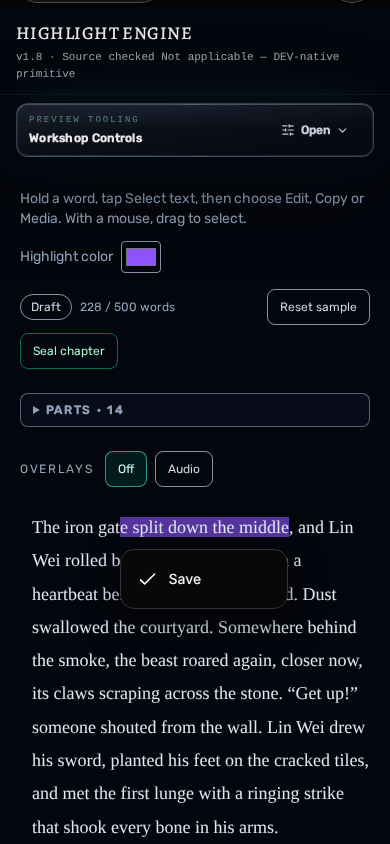 HIGHLIGHT ENGINE
v1.8 · Source checked Not applicable — DEV-native
primitive
PREVIEW TOOLING
Workshop Controls
Open
Hold a word, tap Select text, then choose Edit, Copy or
Media. With a mouse, drag to select.
Highlight color
Draft
228 / 500 words
Reset sample
Seal chapter
PARTS · 14
OVERLAYS
Off
Audio
The iron gate split down the middle, and Lin
Wei rolled a
Save
heartbeat Dust
swallowed the courtyard. Somewhere behind
the smoke, the beast roared again, closer now,
its claws scraping across the stone. “Get up!”
someone shouted from the wall. Lin Wei drew
his sword, planted his feet on the cracked tiles,
and met the first lunge with a ringing strike
that shook every bone in his arms.